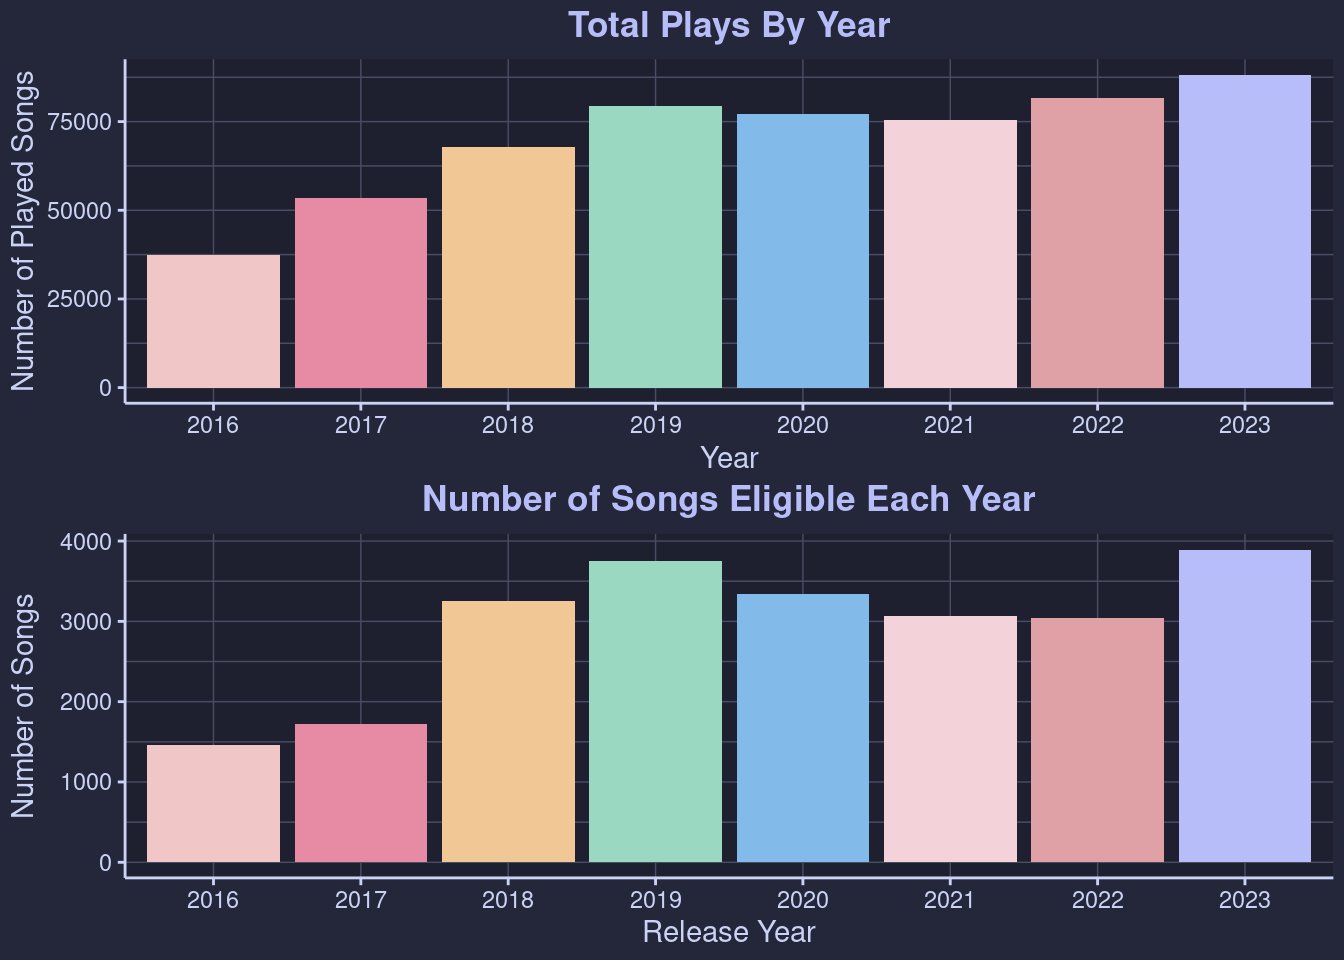 Total Plays By Year
Number of Played Songs
75000
50000
25000
0
2016 2017 2018 2019 2020 2021 2022 2023
Year
Number of Songs Eligible Each Year
Number of Songs
4000
3000
2000
1000
0
2016 2017 2018 2019 2020 2021 2022 2023
Release Year